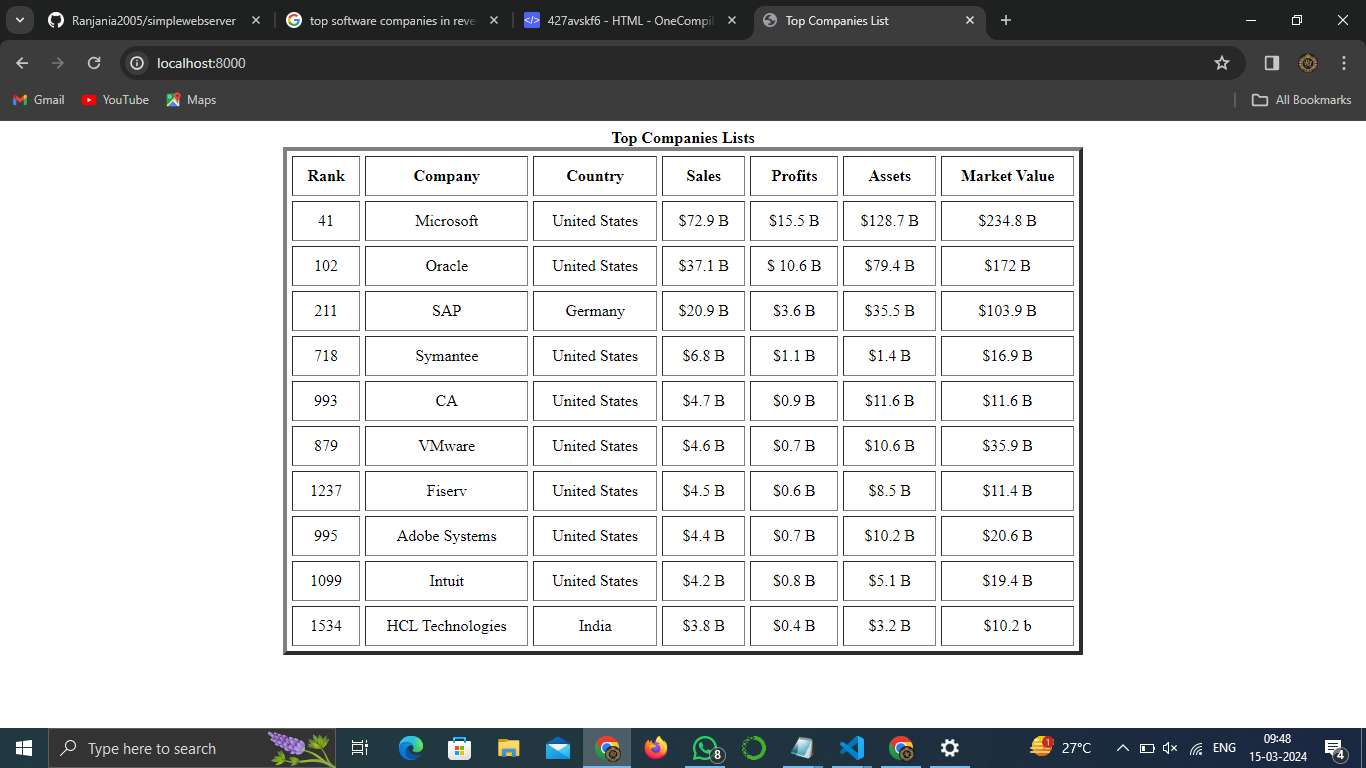 Ranjania2005/simplewebserver
top software companies in reve
427avskf6 - HTML - OneCompil
Top Companies List
localhost:8000
Gmail YouTube Maps All Bookmarks
Top Companies Lists
Rank Company Country Sales Profits Assets Market Value
41 Microsoft United States $72.9 B $15.5 B $128.7 B $234.8 B
102 Oracle United States $37.1 B $ 10.6 B $79.4 B $172 B
211 SAP Germany $20.9 B $3.6 B $35.5 B $103.9 B
718 Symantee United States $6.8 B $1.1 B $1.4 B $16.9 B
993 CA United States $4.7 B $0.9 B $11.6 B $11.6 B
879 VMware United States $4.6 B $0.7 B $10.6 B $35.9 B
1237 Fiserv United States $4.5 B $0.6 B $8.5 B $11.4 B
995 Adobe Systems United States $4.4 B $0.7 B $10.2 B $20.6 B
1099 Intuit United States $4.2 B $0.8 B $5.1 B $19.4 B
1534 HCL Technologies India $3.8 B $0.4 B $3.2 B $10.2 b
Type here to search
8
1
27°C
ENG
09:48
15-03-2024
4